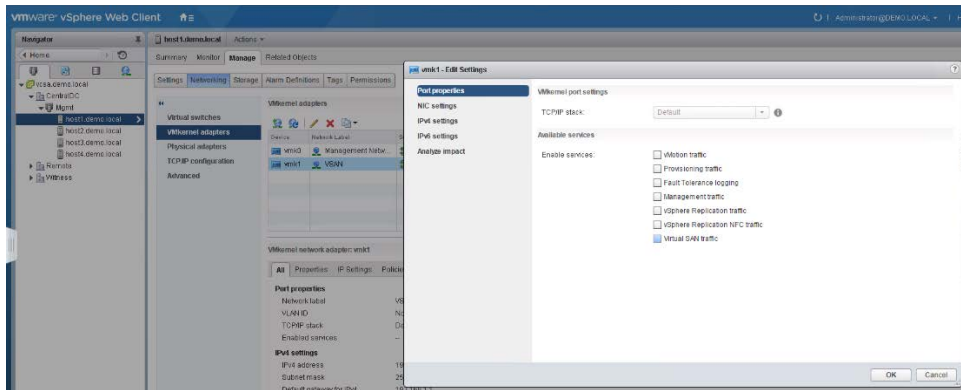 vmware vSphere Web Client
Administrator@DEMO.LOCAL
Navigator
Home
vcsa.demo.local
CentralDC
Mgmt
host1.demo.local
host2.demo.local
host3.demo.local
host4.demo.local
Remote
Witness
host1.demo.local Actions
Summary Monitor Manage Related Objects
Settings Networking Storage Alarm Definitions Tags Permissions
Virtual switches
VMkernel adapters
Physical adapters
TCP/IP configuration
Advanced
VMkernel adapters
Device Network Label
vmk0 Management Netw...
vmk1 VSAN
VMkernel network adapter: vmk1
All Properties IP Settings Policies
Port properties
Network label
VLAN ID
TCP/IP stack
Enabled services
IPv4 settings
IPv4 address
Subnet mask
Default gateway for IPv4
vmk1 - Edit Settings
Port properties
NIC settings
IPv4 settings
IPv6 settings
Analyze impact
VMkernel port settings
TCP/IP stack: Default
Available services
Enable services:
vMotion traffic
Provisioning traffic
Fault Tolerance logging
Management traffic
vSphere Replication traffic
vSphere Replication NFC traffic
Virtual SAN traffic
OK Cancel